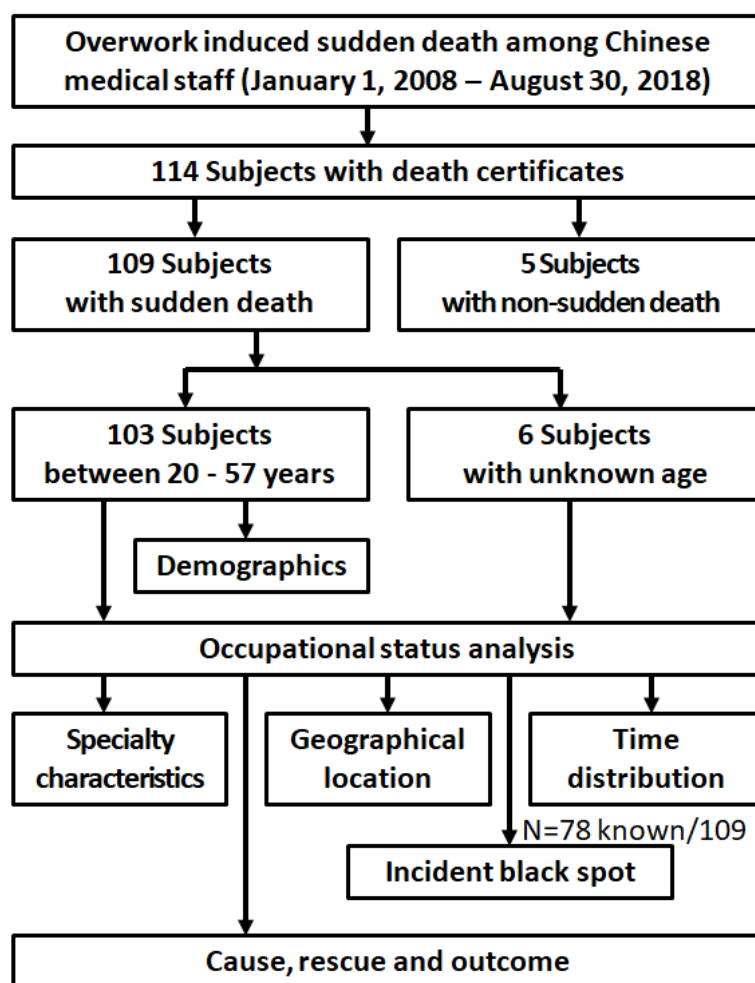 Overwork induced sudden death among Chinese
medical staff (January 1, 2008 – August 30, 2018)
114 Subjects with death certificates
109 Subjects
with sudden death
5 Subjects
with non-sudden death
103 Subjects
between 20 - 57 years
6 Subjects
with unknown age
Demographics
Occupational status analysis
Specialty
characteristics
Geographical
location
Time
distribution
N=78 known/109
Incident black spot
Cause, rescue and outcome